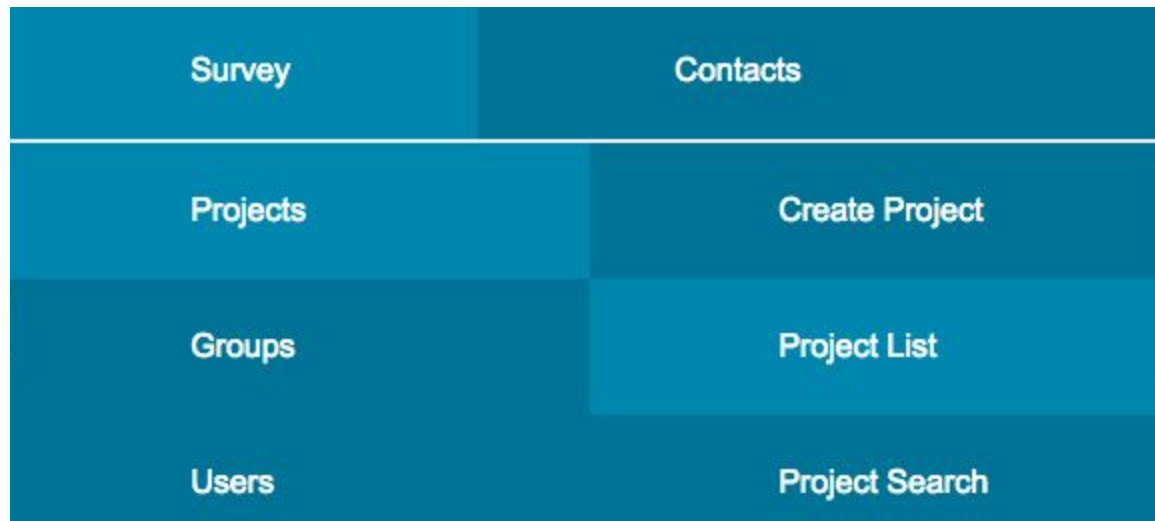 Survey
Contacts
Projects
Create Project
Groups
Project List
Users
Project Search